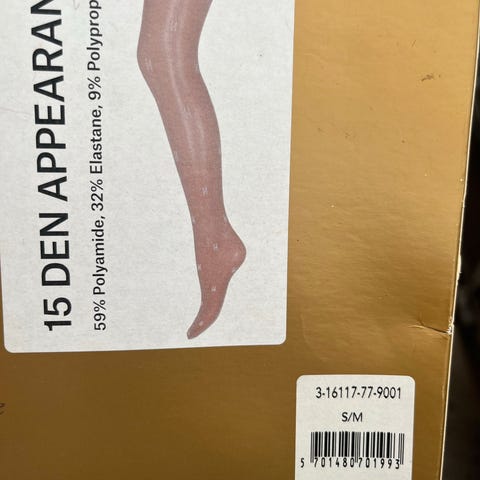 15 DEN APPEARAN
59% Polyamide, 32% Elastane, 9% Polyprop
3-16117-77-9001
S/M
5 701480 701993